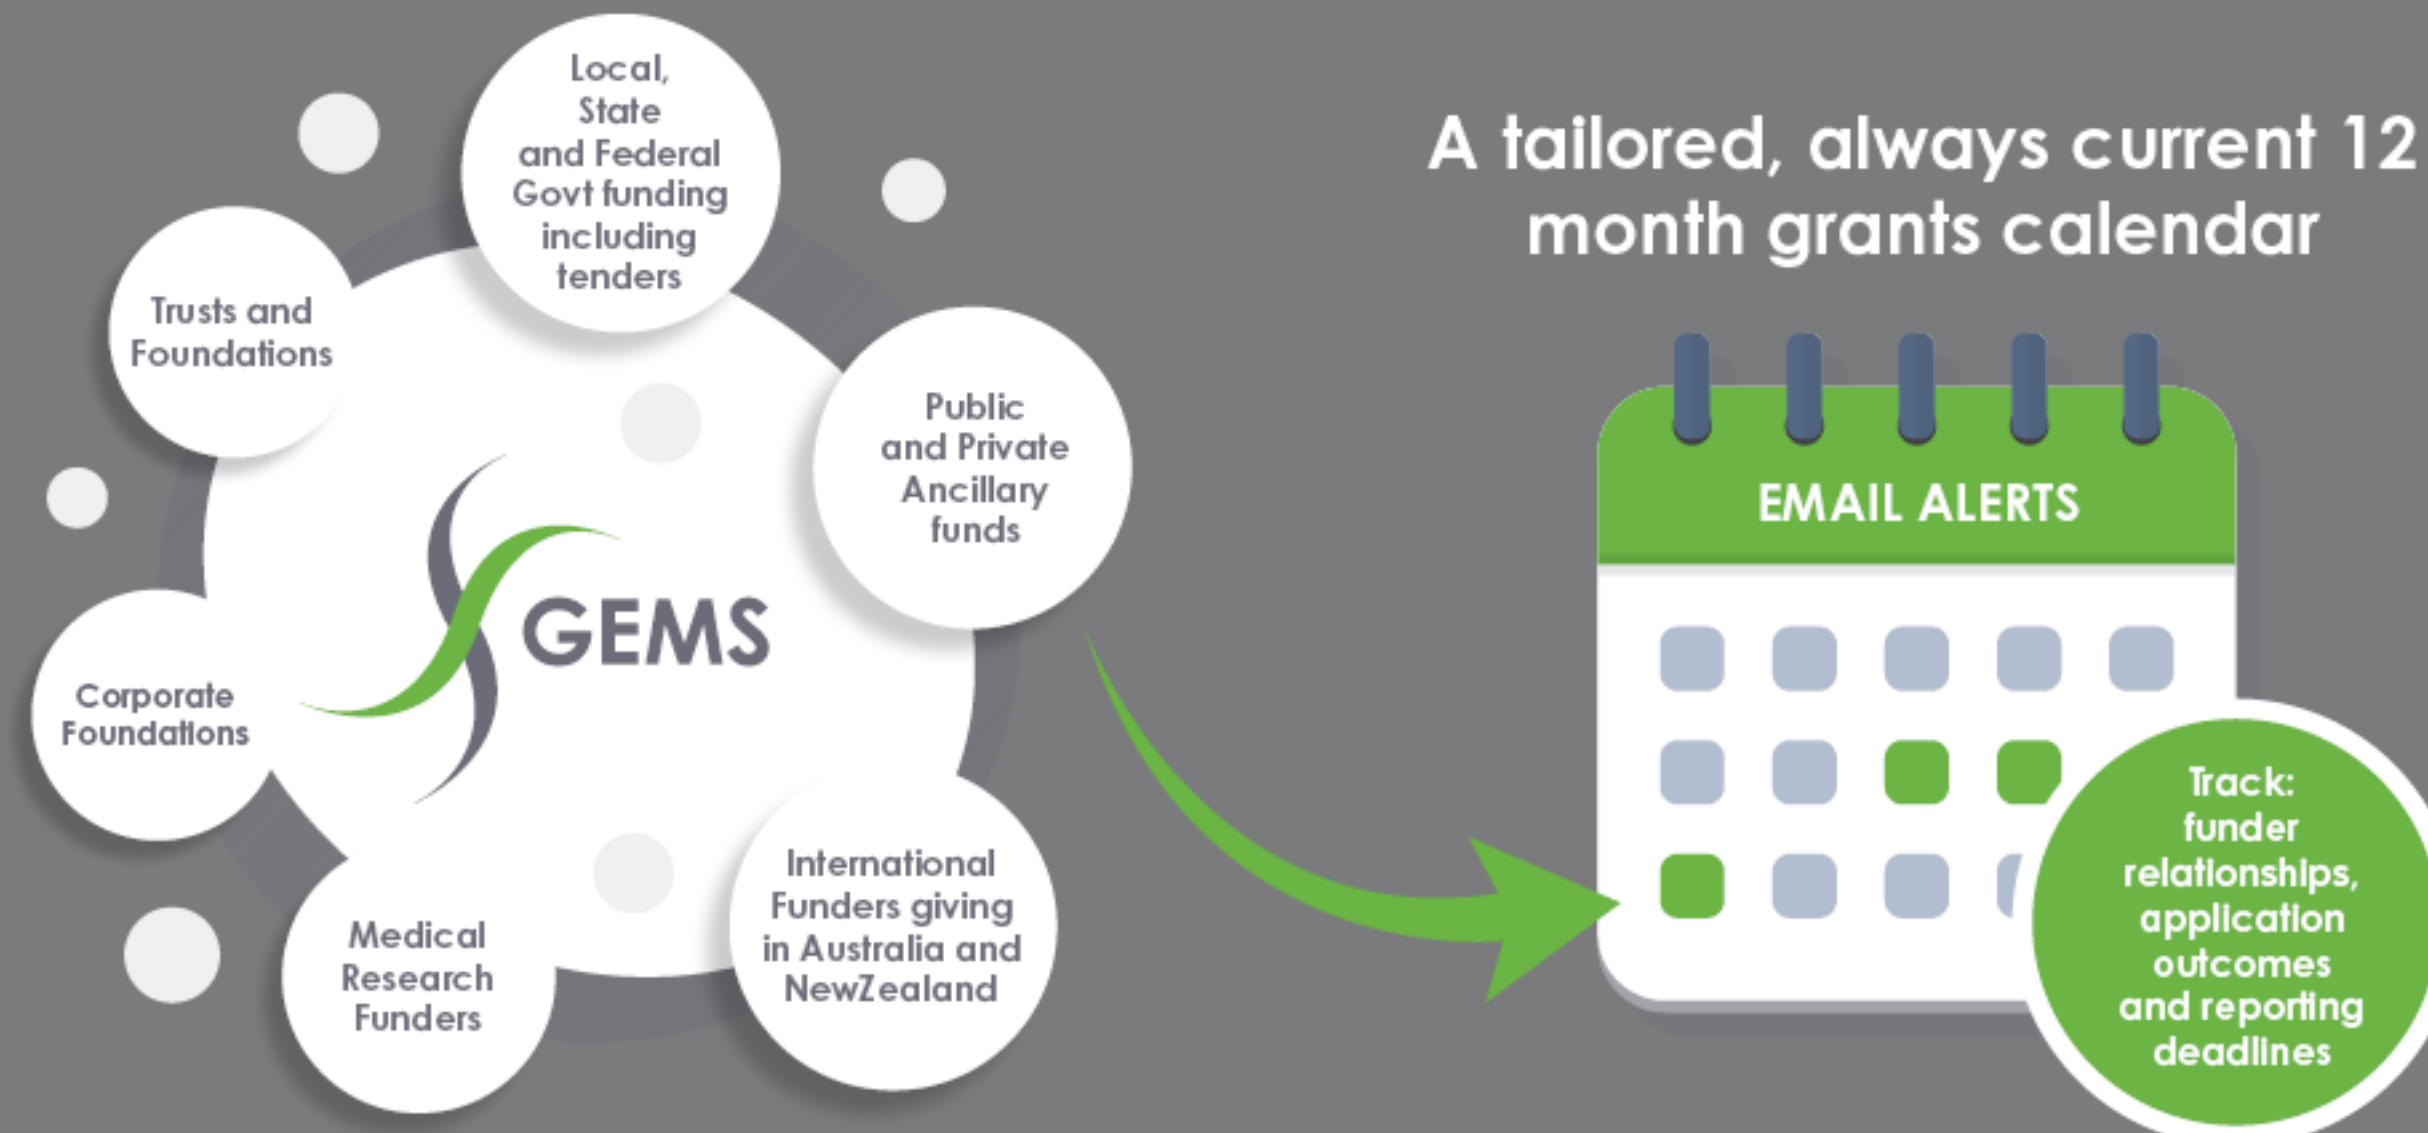 Local,
State
and Federal
Govt funding
including
tenders
Trusts and
Foundations
Public
and Private
Ancillary
funds
GEMS
Corporate
Foundations
Medical
Research
Funders
International
Funders giving
in Australia and
NewZealand
A tailored, always current 12
month grants calendar
EMAIL ALERTS
Track:
funder
relationships,
application
outcomes
and reporting
deadlines